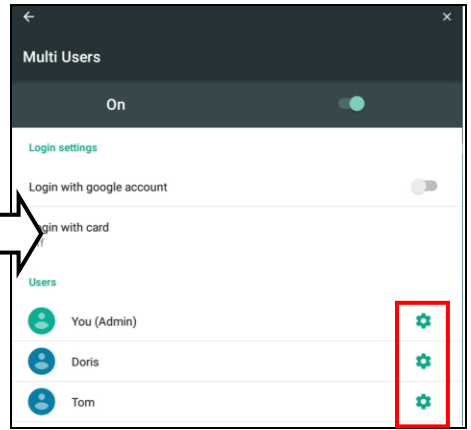 Multi Users
On
Login settings
Login with google account
gin with card
Users
You (Admin)
Doris
Tom